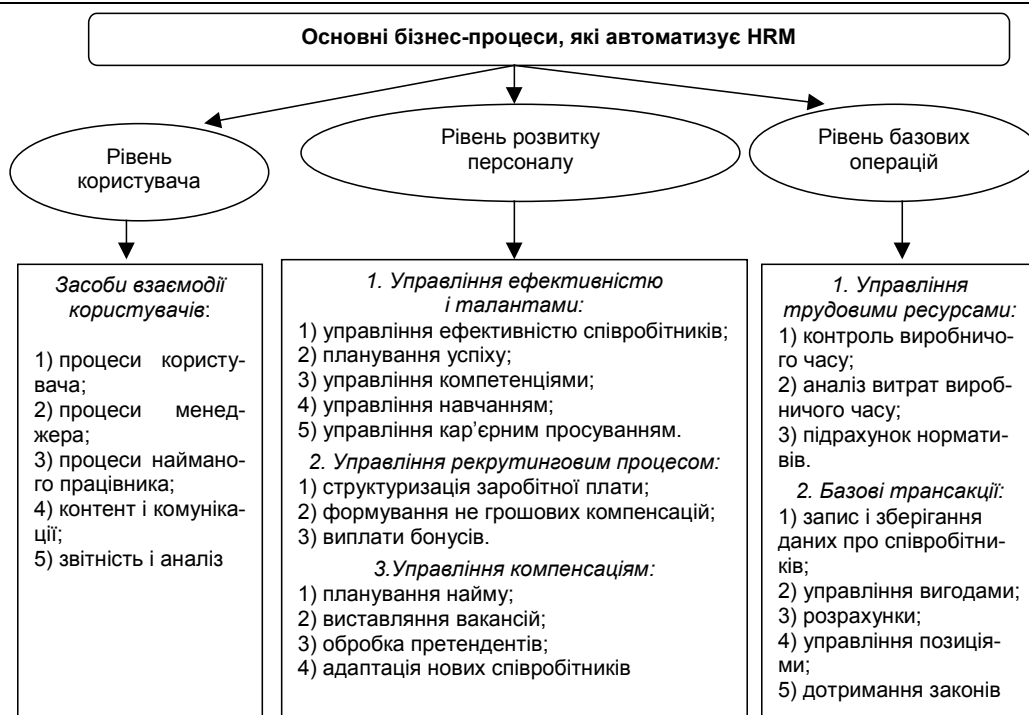 Основні бізнес-процеси, які автоматизує HRM
Рівень
користувача
Рівень розвитку
персоналу
Рівень базових
операцій
Засоби взаємодії
користувачів:
1) процеси користу-
вача;
2) процеси менед-
жера;
3) процеси найманo-
го працівника;
4) контент і комуніка-
ції;
5) звітність і аналіз
1. Управління ефективністю
і талантами:
1) управління ефективністю співробітників;
2) планування успіху;
3) управління компетенціями;
4) управління навчанням;
5) управління кар’єрним просуванням.
2. Управління рекрутинговим процесом:
1) структуризація заробітної плати;
2) формування не грошових компенсацій;
3) виплати бонусів.
3.Управління компенсаціям:
1) планування найму;
2) виставляння вакансій;
3) обробка претендентів;
4) адаптація нових співробітників
1. Управління
трудовими ресурсами:
1) контроль виробничо-
го часу;
2) аналіз витрат вироб-
ничого часу;
3) підрахунок нормати-
вів.
2. Базові трансакції:
1) запис і зберігання
даних про співробітни-
ків;
2) управління вигодами;
3) розрахунки;
4) управління позиція-
ми;
5) дотримання законів